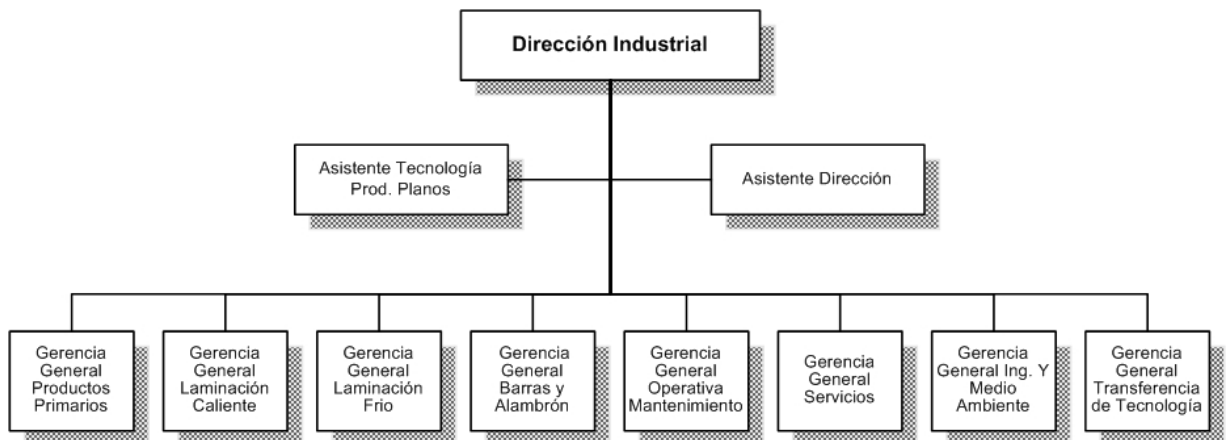 Dirección Industrial
Asistente Tecnología
Prod. Planos
Asistente Dirección
Gerencia
General
Productos
Primarios
Gerencia
General
Laminación
Caliente
Gerencia
General
Laminación
Frio
Gerencia
General
Barras y
Alambrón
Gerencia
General
Operativa
Mantenimiento
Gerencia
General
Servicios
Gerencia
General Ing. Y
Medio
Ambiente
Gerencia
General
Transferencia
de Tecnología